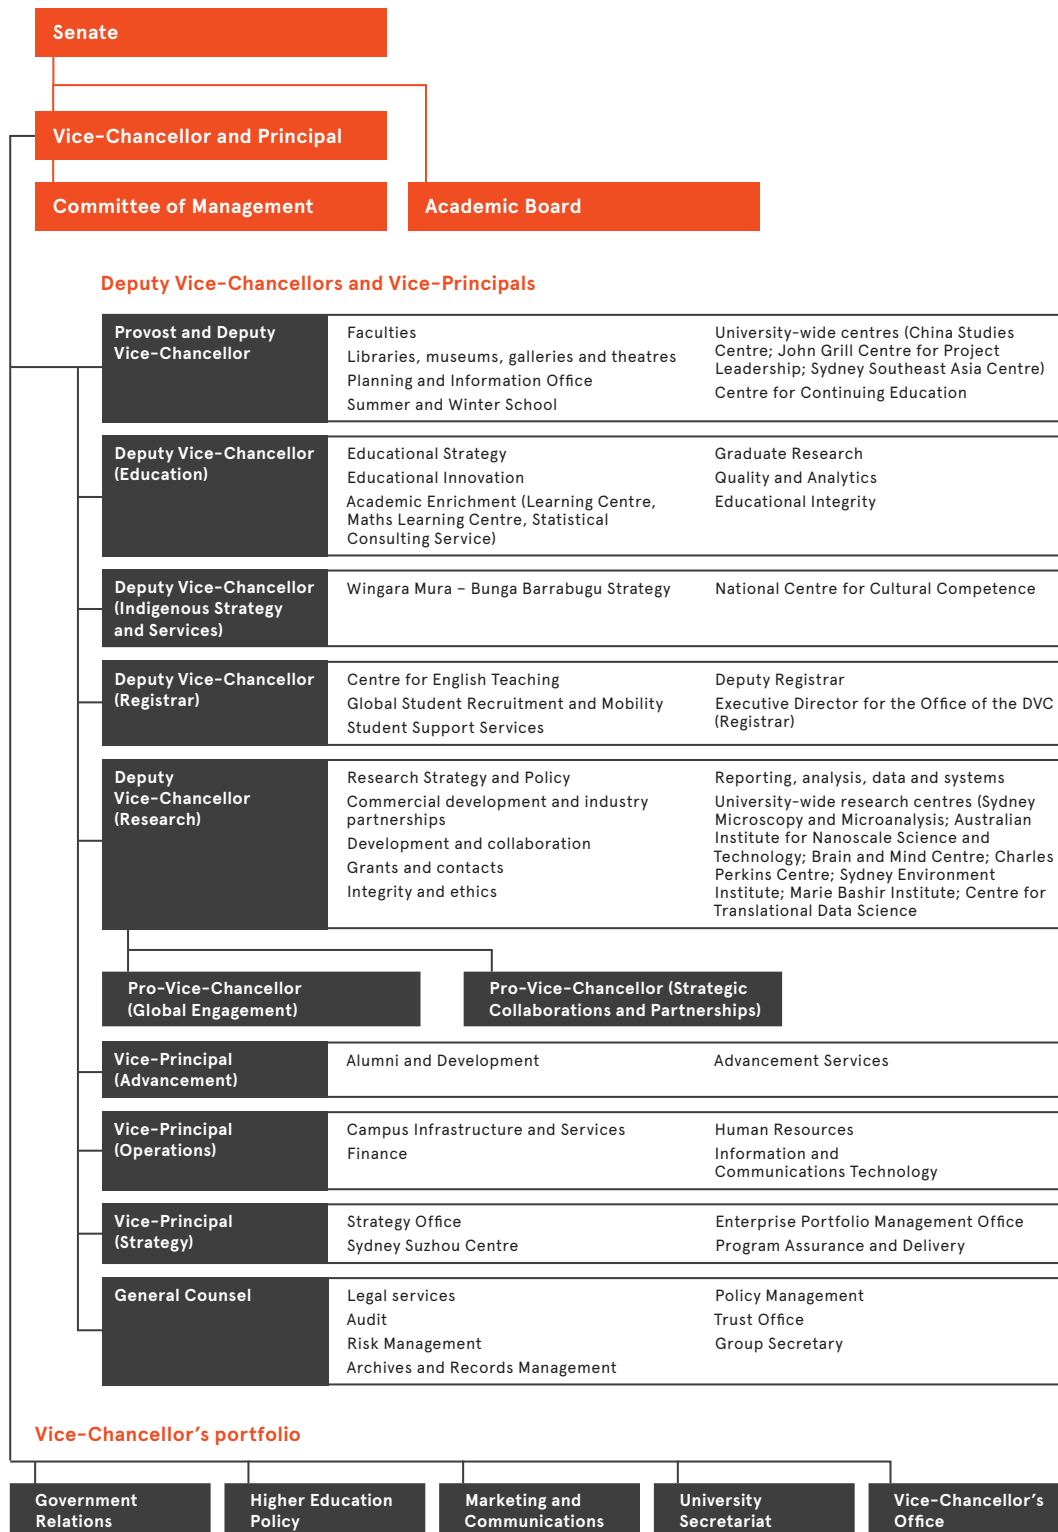 Senate
Vice-Chancellor and Principal
Committee of Management
Academic Board
Deputy Vice-Chancellors and Vice-Principals
Provost and Deputy
Vice-Chancellor
Faculties
Libraries, museums, galleries and theatres
Planning and Information Office
Summer and Winter School
University-wide centres (China Studies
Centre; John Grill Centre for Project
Leadership; Sydney Southeast Asia Centre)
Centre for Continuing Education
Deputy Vice-Chancellor
(Education)
Educational Strategy
Educational Innovation
Academic Enrichment (Learning Centre,
Maths Learning Centre, Statistical
Consulting Service)
Graduate Research
Quality and Analytics
Educational Integrity
Deputy Vice-Chancellor
(Indigenous Strategy
and Services)
Wingara Mura – Bunga Barrabugu Strategy
National Centre for Cultural Competence
Deputy Vice-Chancellor
(Registrar)
Centre for English Teaching
Global Student Recruitment and Mobility
Student Support Services
Deputy Registrar
Executive Director for the Office of the DVC
(Registrar)
Deputy
Vice-Chancellor
(Research)
Research Strategy and Policy
Commercial development and industry
partnerships
Development and collaboration
Grants and contacts
Integrity and ethics
Reporting, analysis, data and systems
University-wide research centres (Sydney
Microscopy and Microanalysis; Australian
Institute for Nanoscale Science and
Technology; Brain and Mind Centre; Charles
Perkins Centre; Sydney Environment
Institute; Marie Bashir Institute; Centre for
Translational Data Science
Pro-Vice-Chancellor
(Global Engagement)
Pro-Vice-Chancellor (Strategic
Collaborations and Partnerships)
Vice-Principal
(Advancement)
Alumni and Development
Advancement Services
Vice-Principal
(Operations)
Campus Infrastructure and Services
Finance
Human Resources
Information and
Communications Technology
Vice-Principal
(Strategy)
Strategy Office
Sydney Suzhou Centre
Enterprise Portfolio Management Office
Program Assurance and Delivery
General Counsel
Legal services
Audit
Risk Management
Archives and Records Management
Policy Management
Trust Office
Group Secretary
Vice-Chancellor’s portfolio
Government
Relations
Higher Education
Policy
Marketing and
Communications
University
Secretariat
Vice-Chancellor’s
Office